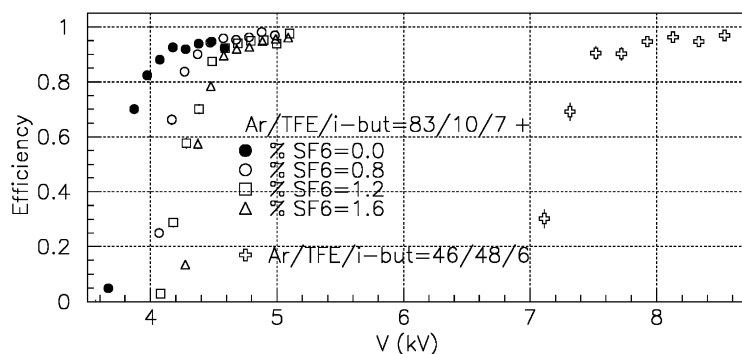 Efficiency
1
0.8
0.6
0.4
0.2
0
Ar/TFE/i-but=83/10/7 +
% SF6=0.0
% SF6=0.8
% SF6=1.2
% SF6=1.6
Ar/TFE/i-but=46/48/6
4 5 6 7 8
V (kV)